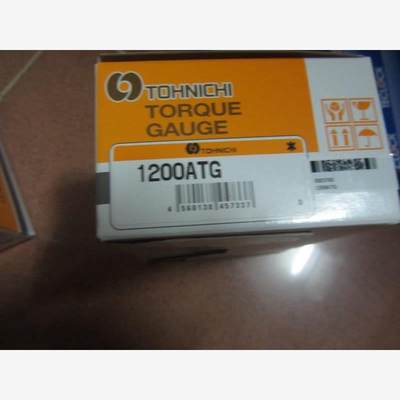 TOHNICHI
TORQUE
GAUGE
TOHNICHI
1200ATG